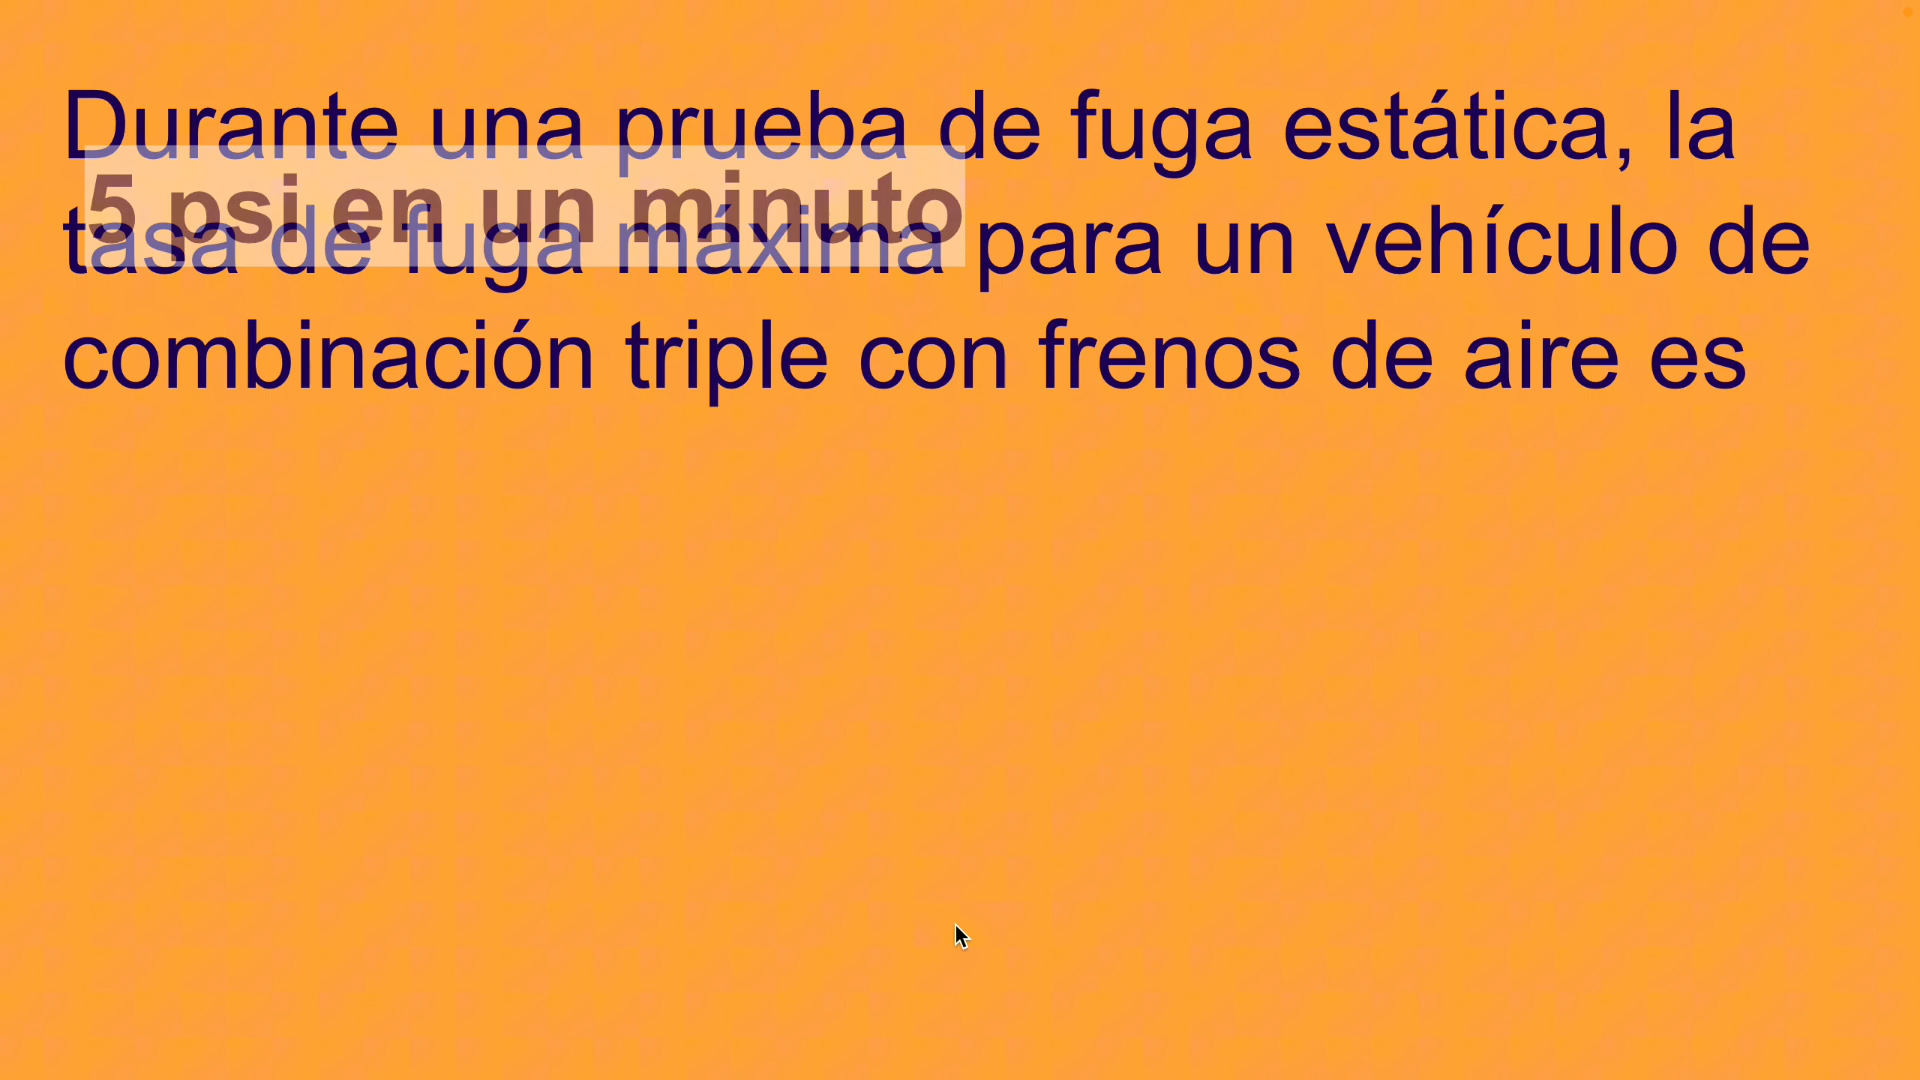 Durante una prueba de fuga estática, la
5 psi en un minuto
tasa de fuga máxima para un vehículo de
combinación triple con frenos de aire es